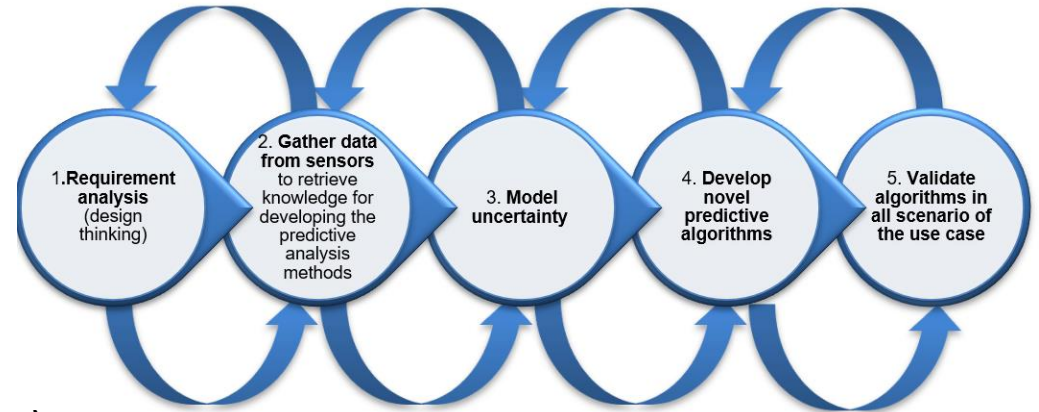 1.Requirement
analysis
(design
thinking)
2. Gather data
from sensors
to retrieve
knowledge for
developing the
predictive
analysis
methods
3. Model
uncertainty
4. Develop
novel
predictive
algorithms
5. Validate
algorithms in
all scenario of
the use case